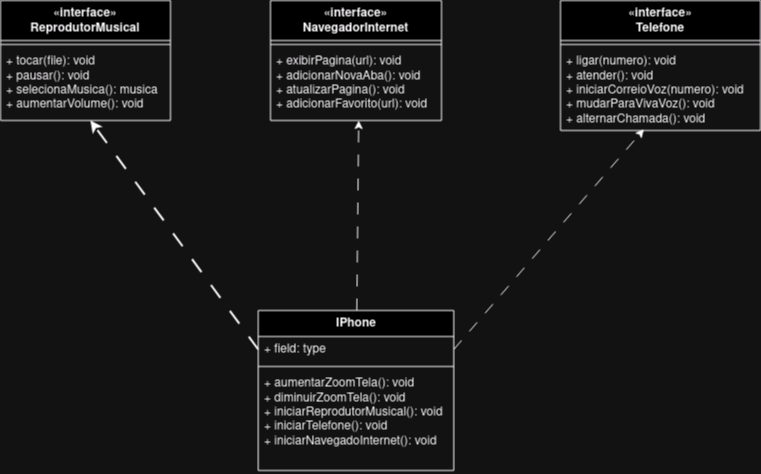 «interface»
ReprodutorMusical
+ tocar(file): void
+ pausar(): void
+ selecionaMusica(): musica
+ aumentarVolume(): void
«interface»
NavegadorInternet
+ exibirPagina(url): void
+ adicionarNovaAba(): void
+ atualizarPagina(): void
+ adicionarFavorito(url): void
«interface»
Telefone
+ ligar(numero): void
+ atender(): void
+ iniciarCorreioVoz(numero): void
+ mudarParaVivaVoz(): void
+ alternarChamada(): void
IPhone
+ field: type
+ aumentarZoomTela(): void
+ diminuirZoomTela(): void
+ iniciarReprodutorMusical(): void
+ iniciarTelefone(): void
+ iniciarNavegadoInternet(): void